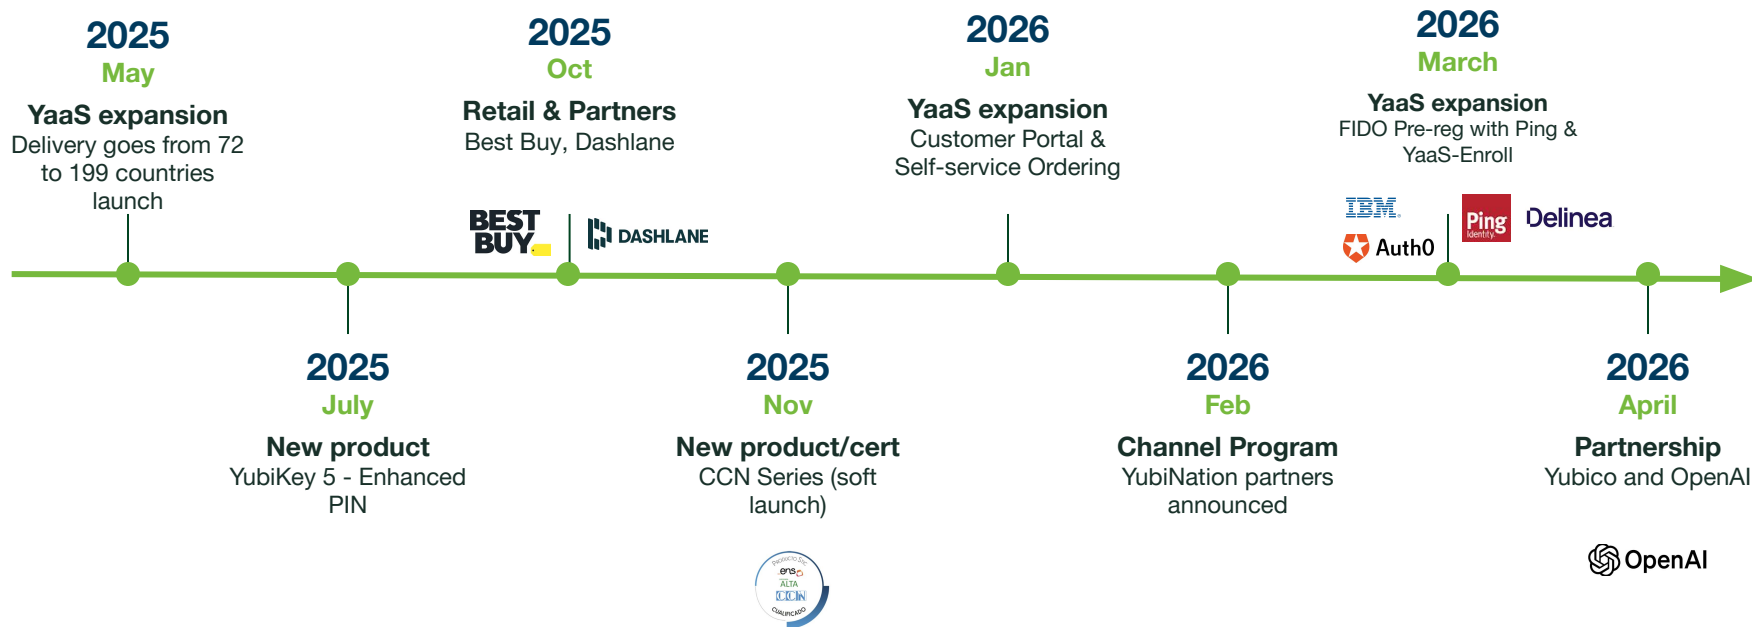 2025
May
YaaS expansion
Delivery goes from 72
to 199 countries
launch
2025
Oct
Retail & Partners
Best Buy, Dashlane
BEST
BUY
DASHLANE
2026
Jan
YaaS expansion
Customer Portal &
Self-service Ordering
2026
March
YaaS expansion
FIDO Pre-reg with Ping &
YaaS-Enroll
IBM
Auth0
Ping
Identity
Delinea
2025
July
New product
YubiKey 5 - Enhanced
PIN
2025
Nov
New product/cert
CCN Series (soft
launch)
ens
ALTA
CCN
CUALIFICADO
2026
Feb
Channel Program
YubiNation partners
announced
2026
April
Partnership
Yubico and OpenAI
OpenAI